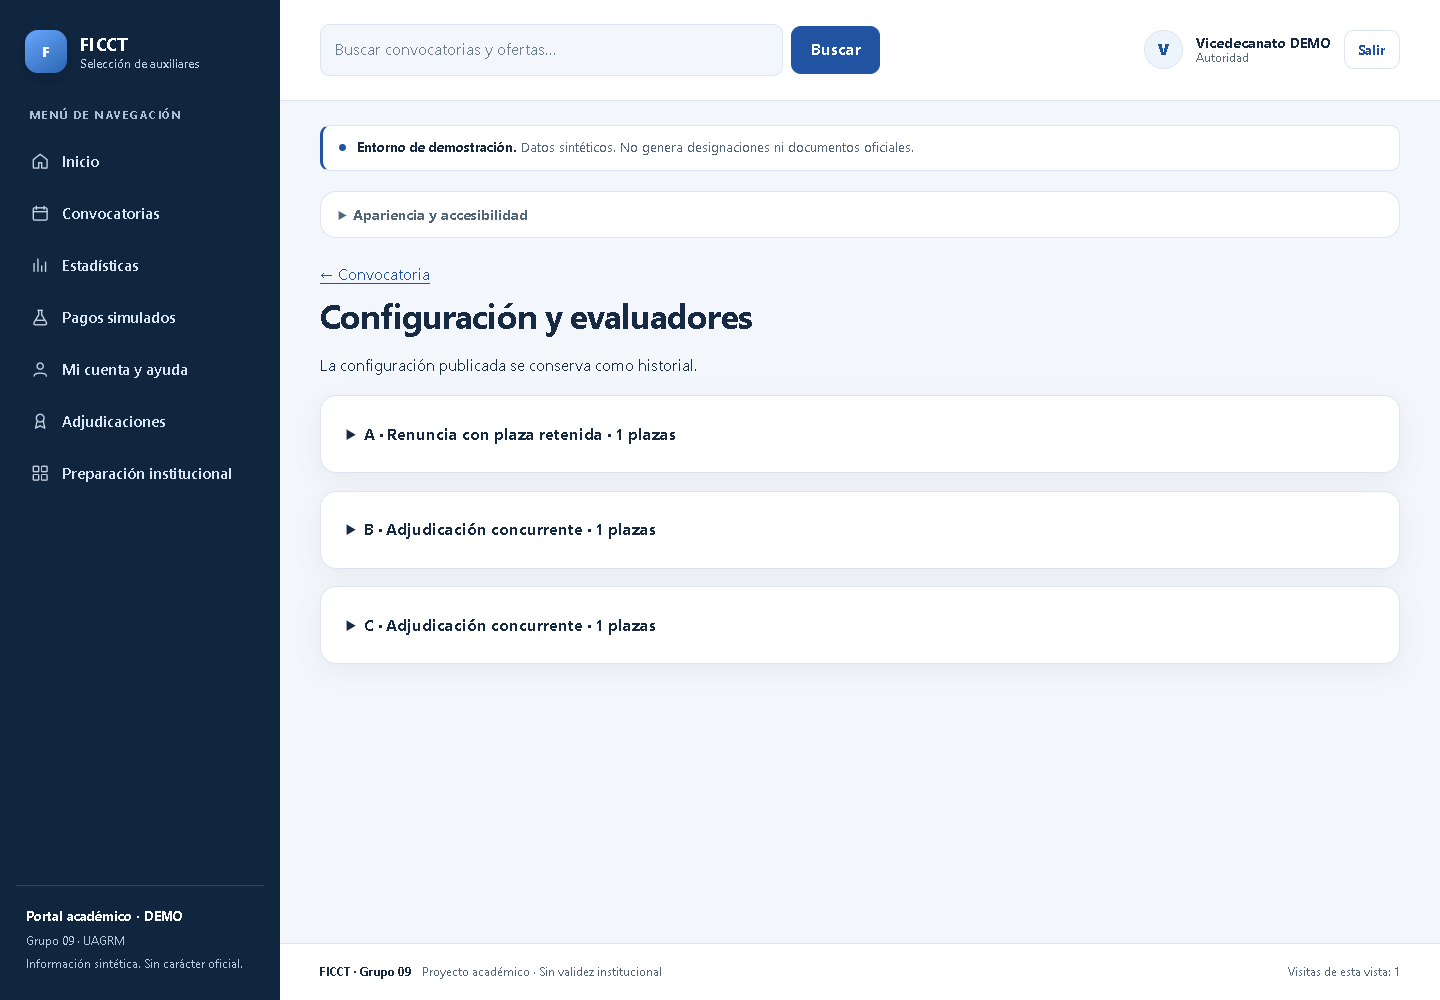 F
FICCT
Selección de auxiliares
MENÚ DE NAVEGACIÓN
Inicio
Convocatorias
Estadísticas
Pagos simulados
Mi cuenta y ayuda
Adjudicaciones
Preparación institucional
Portal académico · DEMO
Grupo 09 · UAGRM
Información sintética. Sin carácter oficial.
Buscar convocatorias y ofertas...
Buscar
V
Vicedecanato DEMO
Autoridad
Salir
Entorno de demostración. Datos sintéticos. No genera designaciones ni documentos oficiales.
▶ Apariencia y accesibilidad
← Convocatoria
Configuración y evaluadores
La configuración publicada se conserva como historial.
▶ A · Renuncia con plaza retenida · 1 plazas
▶ B · Adjudicación concurrente · 1 plazas
▶ C · Adjudicación concurrente · 1 plazas
FICCT · Grupo 09 Proyecto académico · Sin validez institucional
Visitas de esta vista: 1